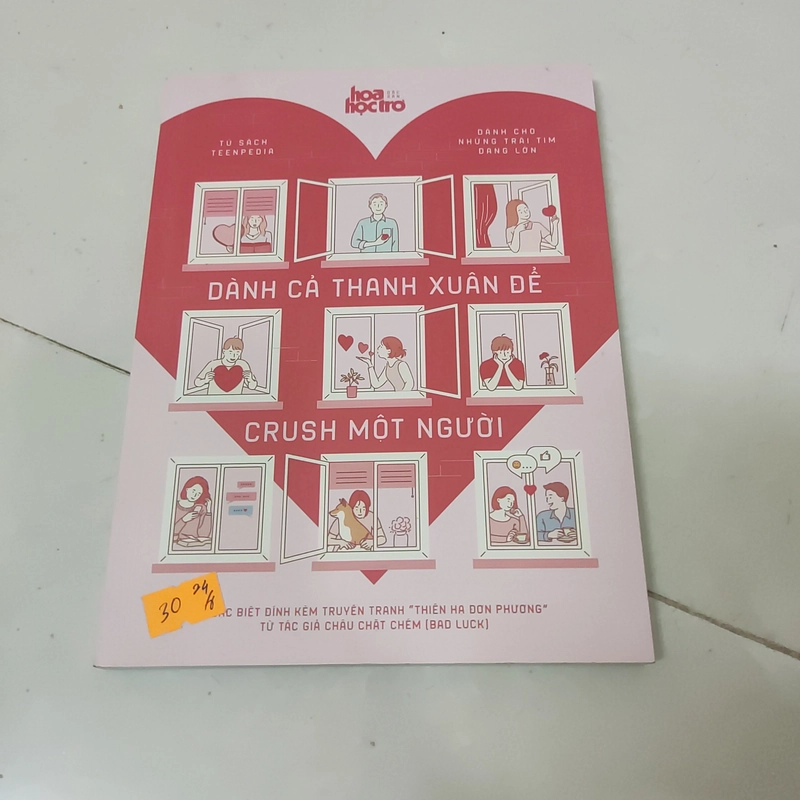 hoa
học trò
TỦ SÁCH
TEENPEDIA
DÀNH CHO
NHỮNG TRÁI TIM
ĐANG LỚN
DÀNH CẢ THANH XUÂN ĐỂ
CRUSH MỘT NGƯỜI
30
24/8
BIỆT ĐÍNH KÈM TRUYỆN TRANH "THIÊN HẠ ĐƠN PHƯƠNG"
TỪ TÁC GIẢ CHÂU CHẶT CHÉM (BAD LUCK)